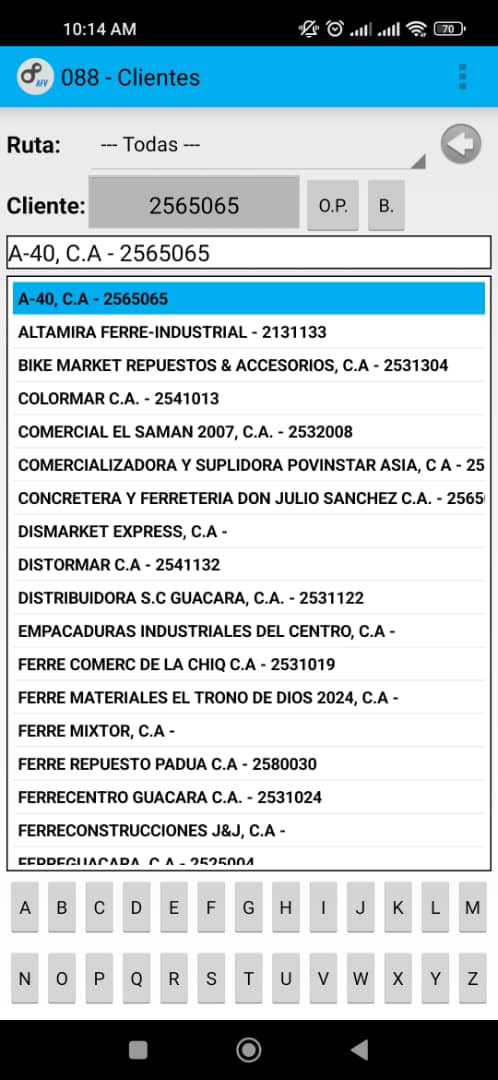 10:14 AM
70
AFV
088 - Clientes
Ruta: --- Todas ---
Cliente: 2565065 O.P. B.
A-40, C.A - 2565065
A-40, C.A - 2565065
ALTAMIRA FERRE-INDUSTRIAL - 2131133
BIKE MARKET REPUESTOS & ACCESORIOS, C.A - 2531304
COLORMAR C.A. - 2541013
COMERCIAL EL SAMAN 2007, C.A. - 2532008
COMERCIALIZADORA Y SUPLIDORA POVINSTAR ASIA, C A - 25
CONCRETERA Y FERRETERIA DON JULIO SANCHEZ C.A. - 2565
DISMARKET EXPRESS, C.A -
DISTORMAR C.A - 2541132
DISTRIBUIDORA S.C GUACARA, C.A. - 2531122
EMPACADURAS INDUSTRIALES DEL CENTRO, C.A -
FERRE COMERC DE LA CHIQ C.A - 2531019
FERRE MATERIALES EL TRONO DE DIOS 2024, C.A -
FERRE MIXTOR, C.A -
FERRE REPUESTO PADUA C.A - 2580030
FERRECENTRO GUACARA C.A. - 2531024
FERRECONSTRUCCIONES J&J, C.A -
FERREGUACARA, C.A - 2525004
A B C D E F G H I J K L M
N O P Q R S T U V W X Y Z